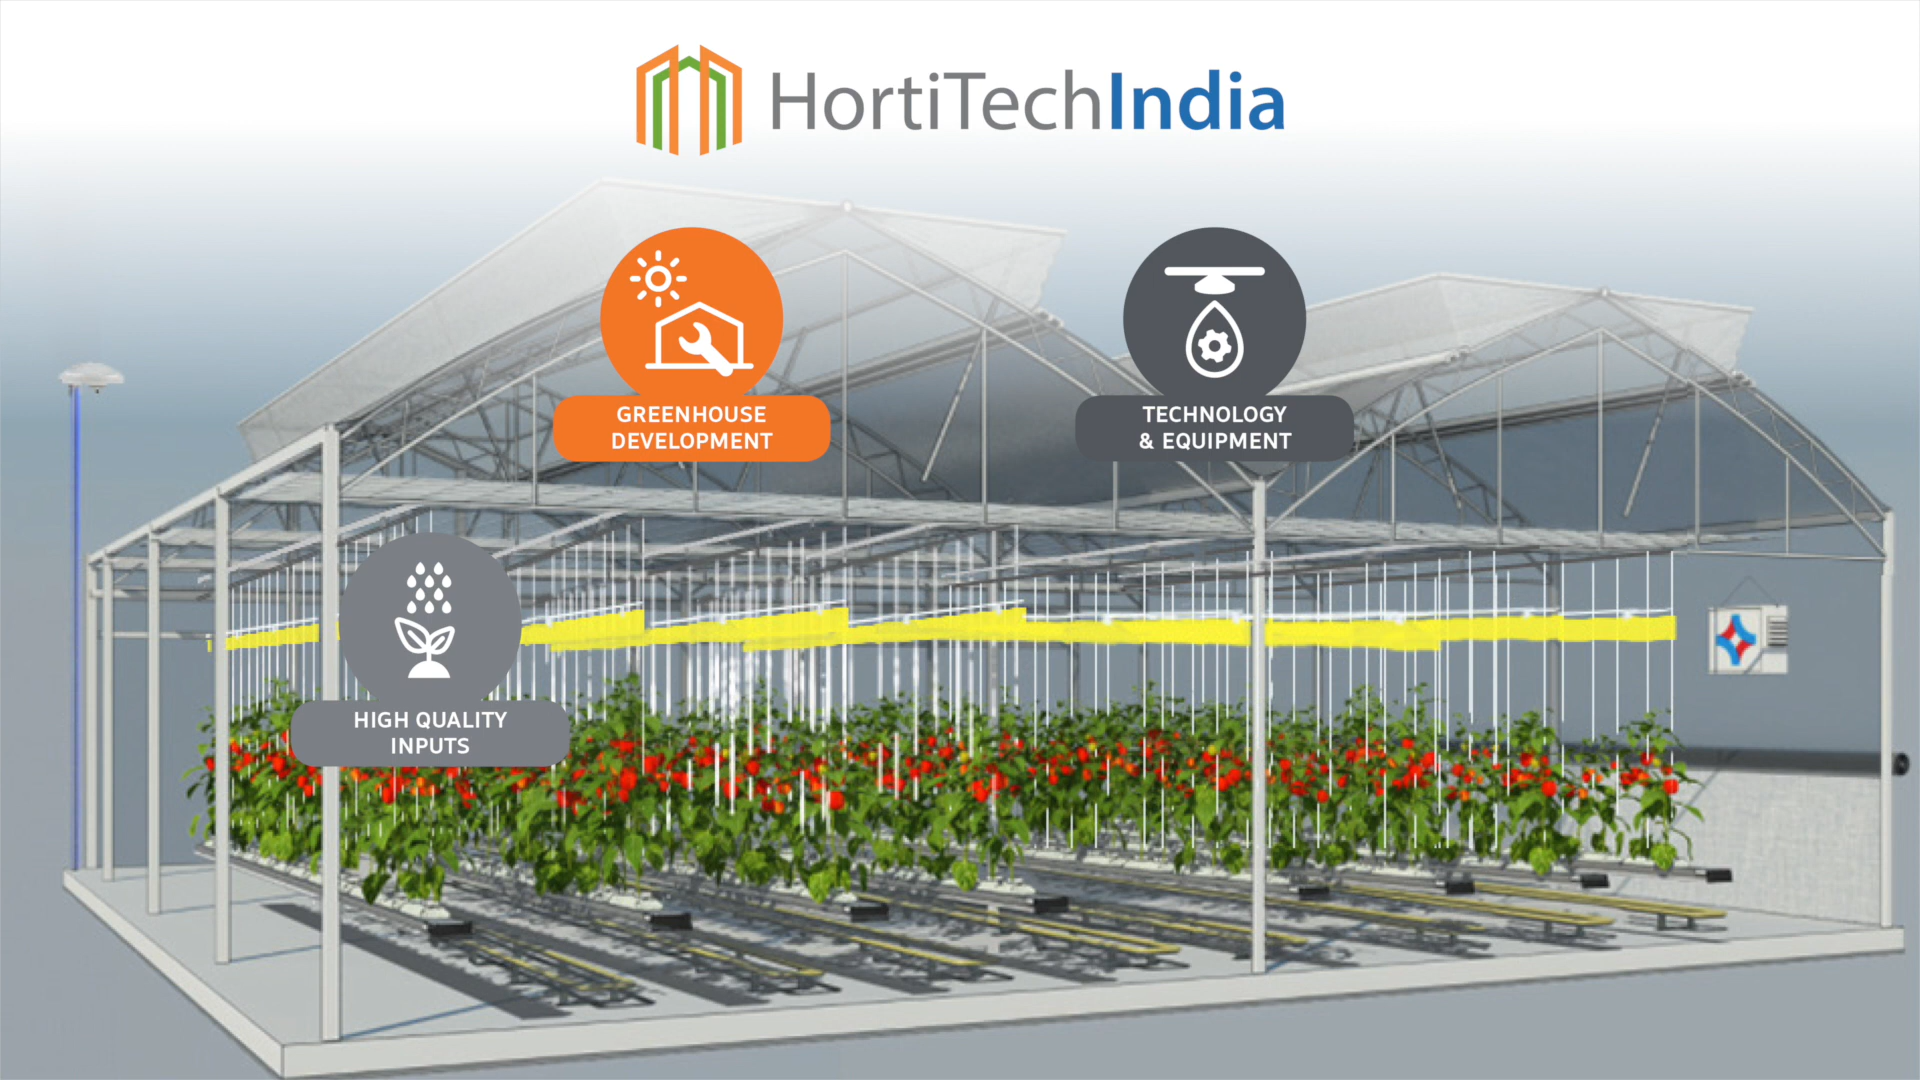 HortiTechIndia
GREENHOUSE
DEVELOPMENT
TECHNOLOGY
& EQUIPMENT
HIGH QUALITY
INPUTS